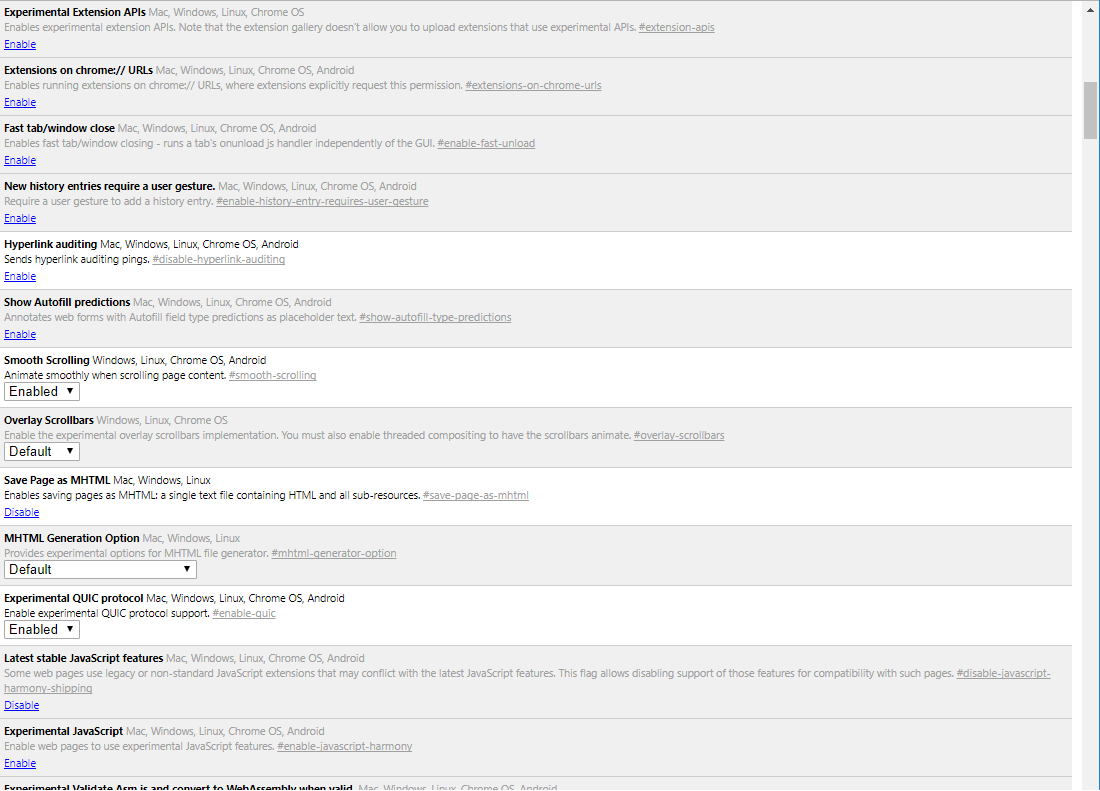 Experimental Extension APIs Mac, Windows, Linux, Chrome OS
Enables experimental extension APIs. Note that the extension gallery doesn't allow you to upload extensions that use experimental APIs. #extension-apis
Enable
Extensions on chrome:// URLs Mac, Windows, Linux, Chrome OS, Android
Enables running extensions on chrome:// URLs, where extensions explicitly request this permission. #extensions-on-chrome-urls
Enable
Fast tab/window close Mac, Windows, Linux, Chrome OS, Android
Enables fast tab/window closing - runs a tab's onunload js handler independently of the GUI. #enable-fast-unload
Enable
New history entries require a user gesture. Mac, Windows, Linux, Chrome OS, Android
Require a user gesture to add a history entry. #enable-history-entry-requires-user-gesture
Enable
Hyperlink auditing Mac, Windows, Linux, Chrome OS, Android
Sends hyperlink auditing pings. #disable-hyperlink-auditing
Enable
Show Autofill predictions Mac, Windows, Linux, Chrome OS, Android
Annotates web forms with Autofill field type predictions as placeholder text. #show-autofill-type-predictions
Enable
Smooth Scrolling Windows, Linux, Chrome OS, Android
Animate smoothly when scrolling page content. #smooth-scrolling
Enabled
Overlay Scrollbars Windows, Linux, Chrome OS
Enable the experimental overlay scrollbars implementation. You must also enable threaded compositing to have the scrollbars animate. #overlay-scrollbars
Default
Save Page as MHTML Mac, Windows, Linux
Enables saving pages as MHTML: a single text file containing HTML and all sub-resources. #save-page-as-mhtml
Disable
MHTML Generation Option Mac, Windows, Linux
Provides experimental options for MHTML file generator. #mhtml-generator-option
Default
Experimental QUIC protocol Mac, Windows, Linux, Chrome OS, Android
Enable experimental QUIC protocol support. #enable-quic
Enabled
Latest stable JavaScript features Mac, Windows, Linux, Chrome OS, Android
Some web pages use legacy or non-standard JavaScript extensions that may conflict with the latest JavaScript features. This flag allows disabling support of those features for compatibility with such pages. #disable-javascript-
harmony-shipping
Disable
Experimental JavaScript Mac, Windows, Linux, Chrome OS, Android
Enable web pages to use experimental JavaScript features. #enable-javascript-harmony
Enable
Experimental Validate Asm.js and convert to WebAssembly when valid. Mac, Windows, Linux, Chrome OS, Android